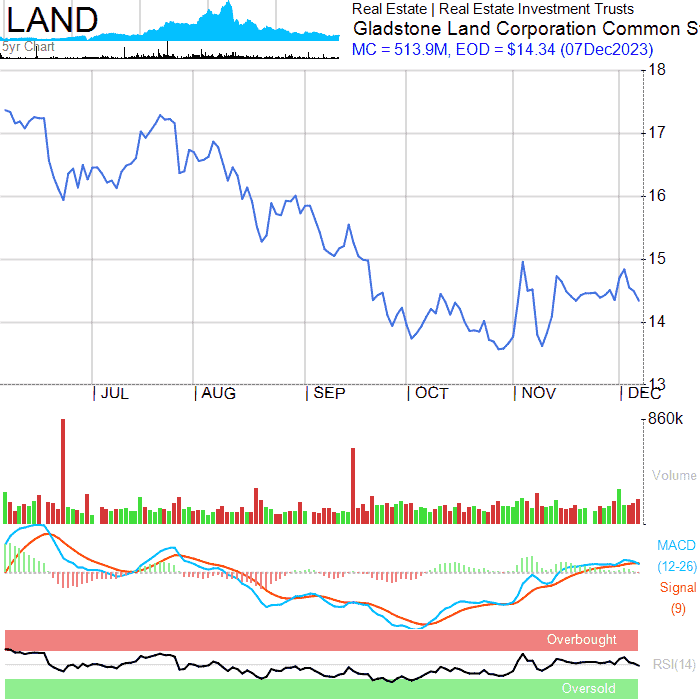 LAND
5yr Chart
Real Estate | Real Estate Investment Trusts
Gladstone Land Corporation Common S
MC = 513.9M, EOD = $14.34 (07Dec2023)
18
17
16
15
14
13
JUL AUG SEP OCT NOV DEC
860k
Volume
MACD
(12-26)
Signal
(9)
Overbought
RSI(14)
Oversold